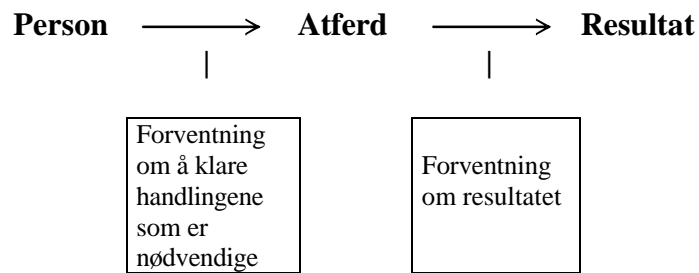 Person Atferd Resultat
Forventning
om å klare
handlingene
som er
nødvendige
Forventning
om resultatet